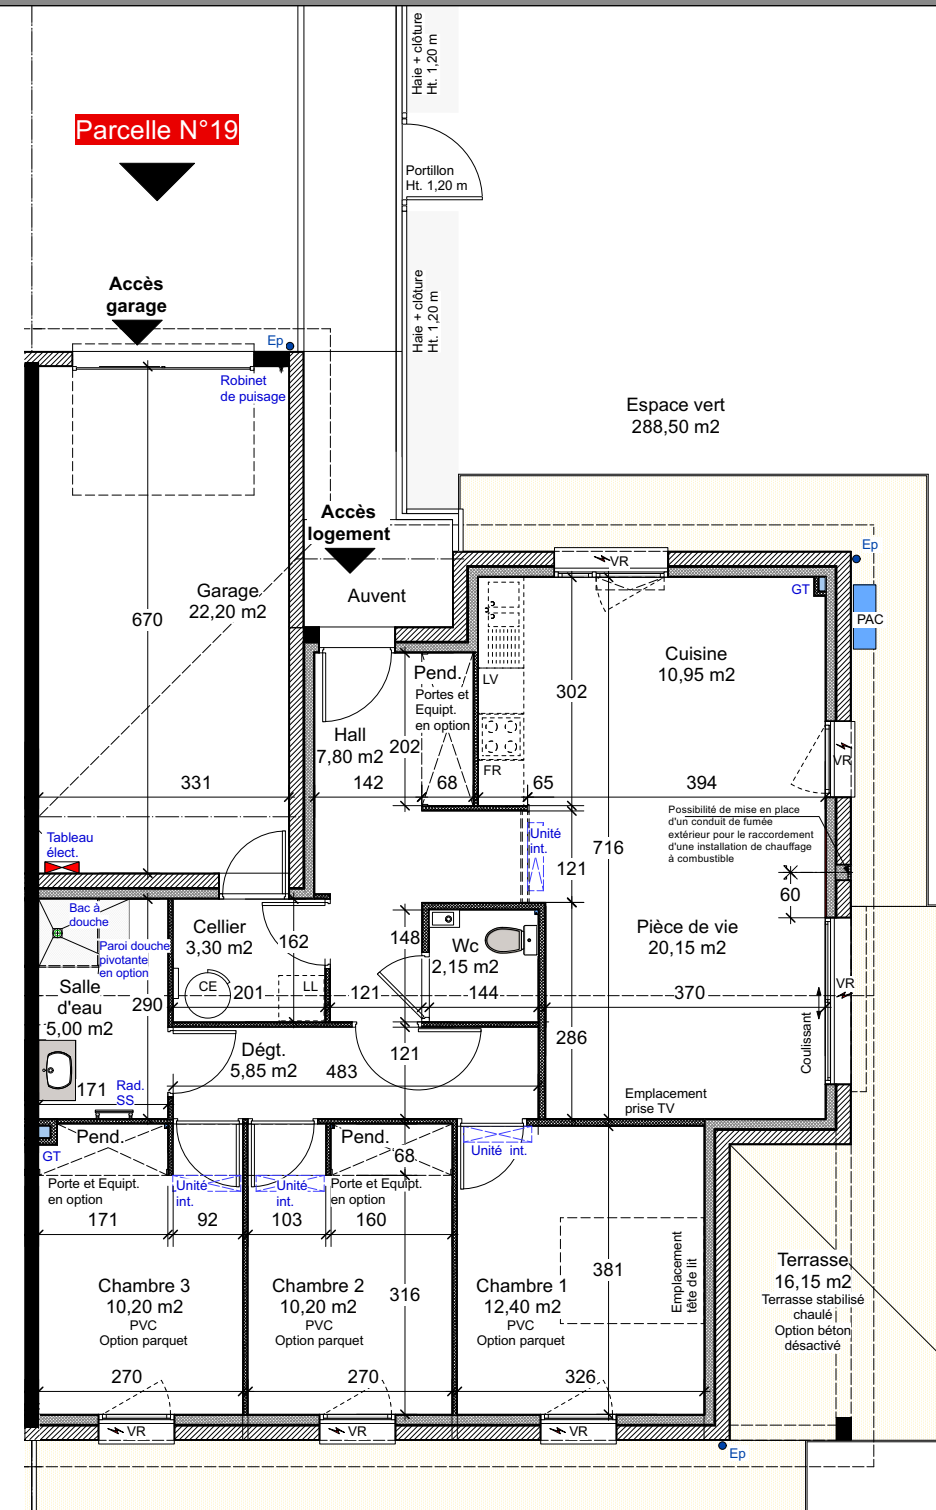 Haie + clôture
Ht. 1,20 m
Parcelle N°19
Portillon
Ht. 1,20 m
Accès
garage
Haie + clôture
Ht. 1,20 m
Ep
Robinet
de puisage
Espace vert
288,50 m2
Accès
logement
Ep
VR
GT
Garage
22,20 m2
Auvent
PAC
670
Cuisine
10,95 m2
Pend.
LV
Portes et
Equipt.
en option
302
Hall
7,80 m2
202
FR
VR
331
142
68
65
394
Possibilité de mise en place
d'un conduit de fumée
extérieur pour le raccordement
d'une installation de chauffage
à combustible
Tableau
élect.
Unité
int.
716
121
60
Bac à
douche
Cellier
3,30 m2
162
148
Wc
2,15 m2
Pièce de vie
20,15 m2
Paroi douche
pivotante
en option
Salle
d'eau
5,00 m2
CE
LL
290
201
121
144
370
VR
286
Coulissant
Dégt.
5,85 m2
121
483
171
Rad.
SS
Emplacement
prise TV
Pend.
Pend.
68
GT
Unité int.
Porte et Equipt.
en option
Unité
int.
Unité
int.
Porte et Equipt.
en option
171
92
103
160
Emplacement
tête de lit
381
Terrasse
16,15 m2
Terrasse stabilisé
chaulé
Option béton
désactivé
Chambre 3
10,20 m2
PVC
Option parquet
Chambre 2
10,20 m2
PVC
Option parquet
316
Chambre 1
12,40 m2
PVC
Option parquet
270
270
326
VR
VR
VR
Ep